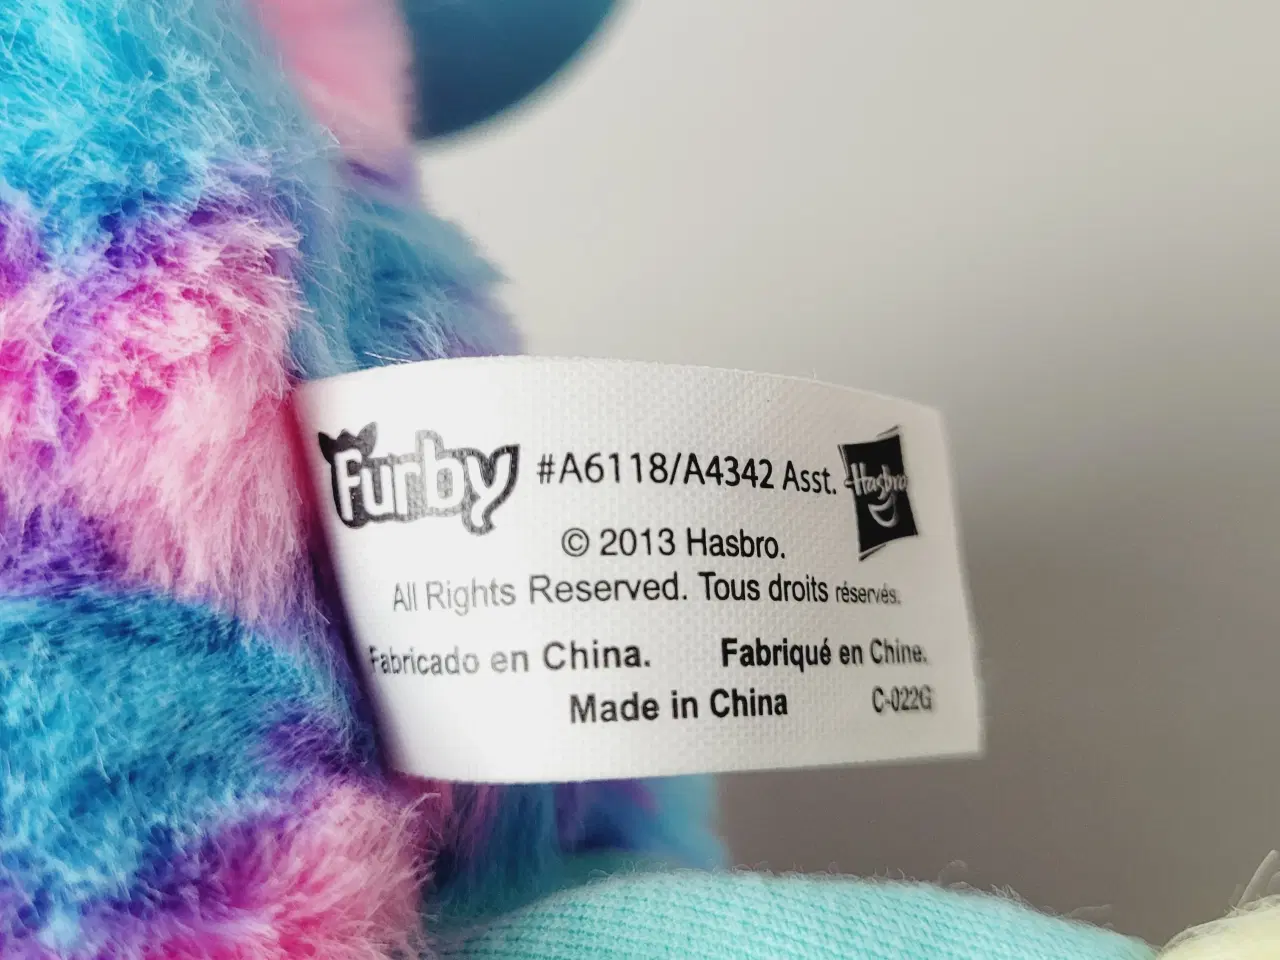 Furby #A6118/A4342 Asst. Hasbro
© 2013 Hasbro.
All Rights Reserved. Tous droits réservés.
Fabricado en China. Fabriqué en Chine.
Made in China C-022G